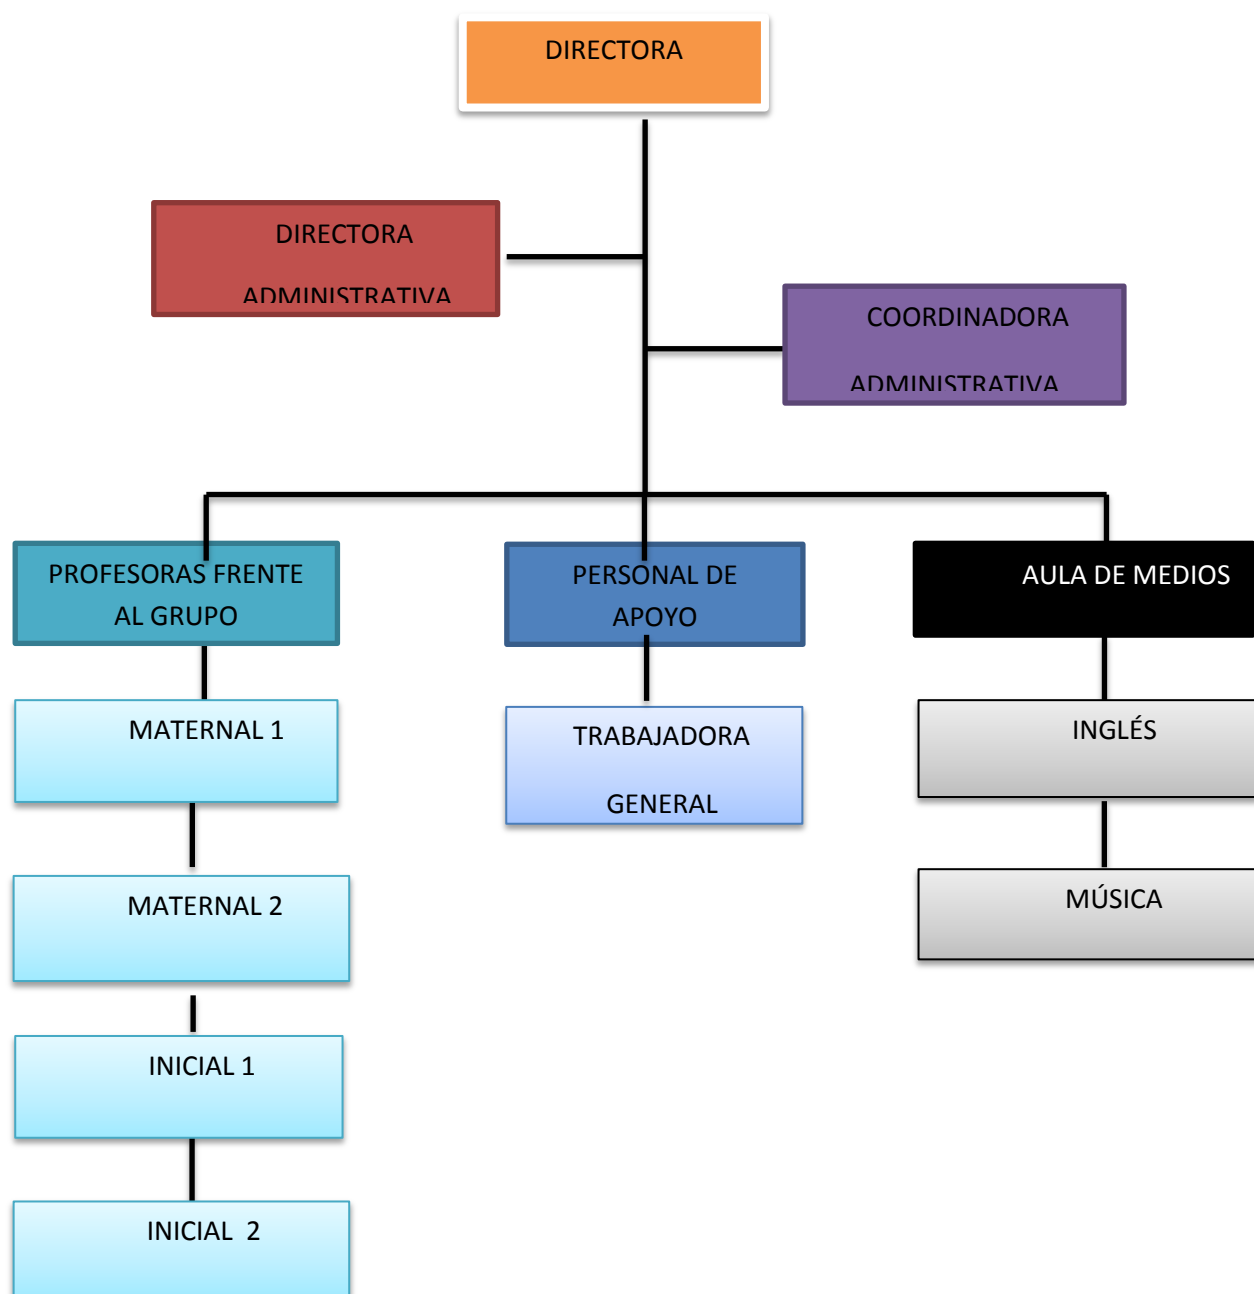 DIRECTORA
DIRECTORA
ADMINISTRATIVA
COORDINADORA
ADMINISTRATIVA
PROFESORAS FRENTE
AL GRUPO
PERSONAL DE
APOYO
AULA DE MEDIOS
MATERNAL 1
TRABAJADORA
GENERAL
INGLÉS
MATERNAL 2
MÚSICA
INICIAL 1
INICIAL 2